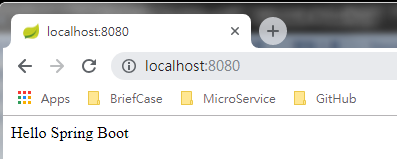 localhost:8080
localhost:8080
Apps BriefCase MicroService GitHub
Hello Spring Boot